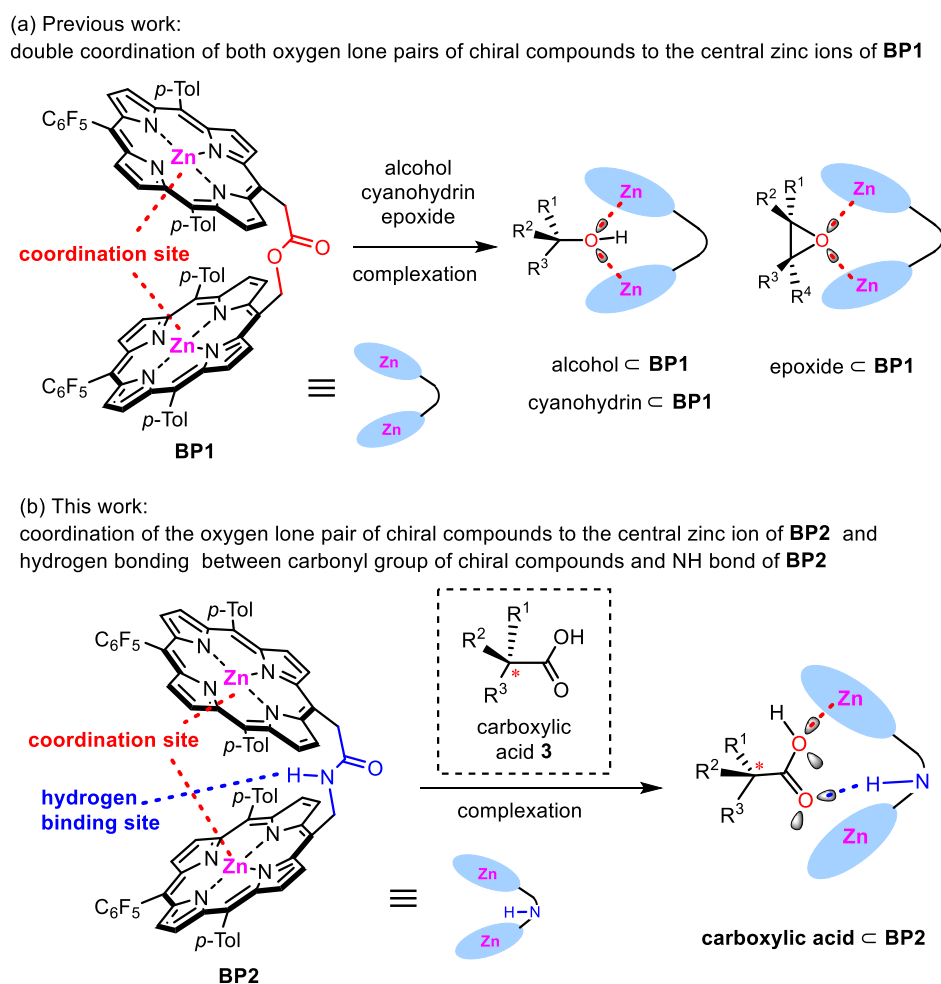 (a) Previous work:
double coordination of both oxygen lone pairs of chiral compounds to the central zinc ions of BP1
p-Tol
C6F5
N
N
Zn
N
N
p-Tol
coordination site
O
O
p-Tol
N
N
Zn
N
N
C6F5
p-Tol
BP1
≡
Zn
Zn
alcohol
cyanohydrin
epoxide
complexation
R1
R2
R3
O
H
Zn
Zn
alcohol ⊂ BP1
cyanohydrin ⊂ BP1
R1
R2
R3
R4
O
Zn
Zn
epoxide ⊂ BP1
(b) This work:
coordination of the oxygen lone pair of chiral compounds to the central zinc ion of BP2 and
hydrogen bonding between carbonyl group of chiral compounds and NH bond of BP2
p-Tol
C6F5
N
N
Zn
N
N
p-Tol
coordination site
H
N
O
hydrogen
binding site
p-Tol
N
N
Zn
N
N
C6F5
p-Tol
BP2
≡
Zn
H
N
Zn
R1
R2
R3
*
OH
O
carboxylic
acid 3
complexation
H
O
Zn
R1
R2
R3
*
O
H
N
Zn
carboxylic acid ⊂ BP2